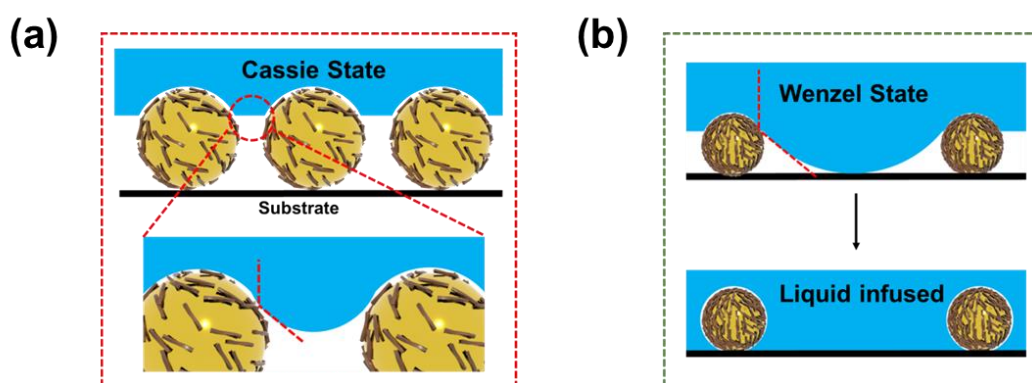 (a)
Cassie State
Substrate
(b)
Wenzel State
Liquid infused